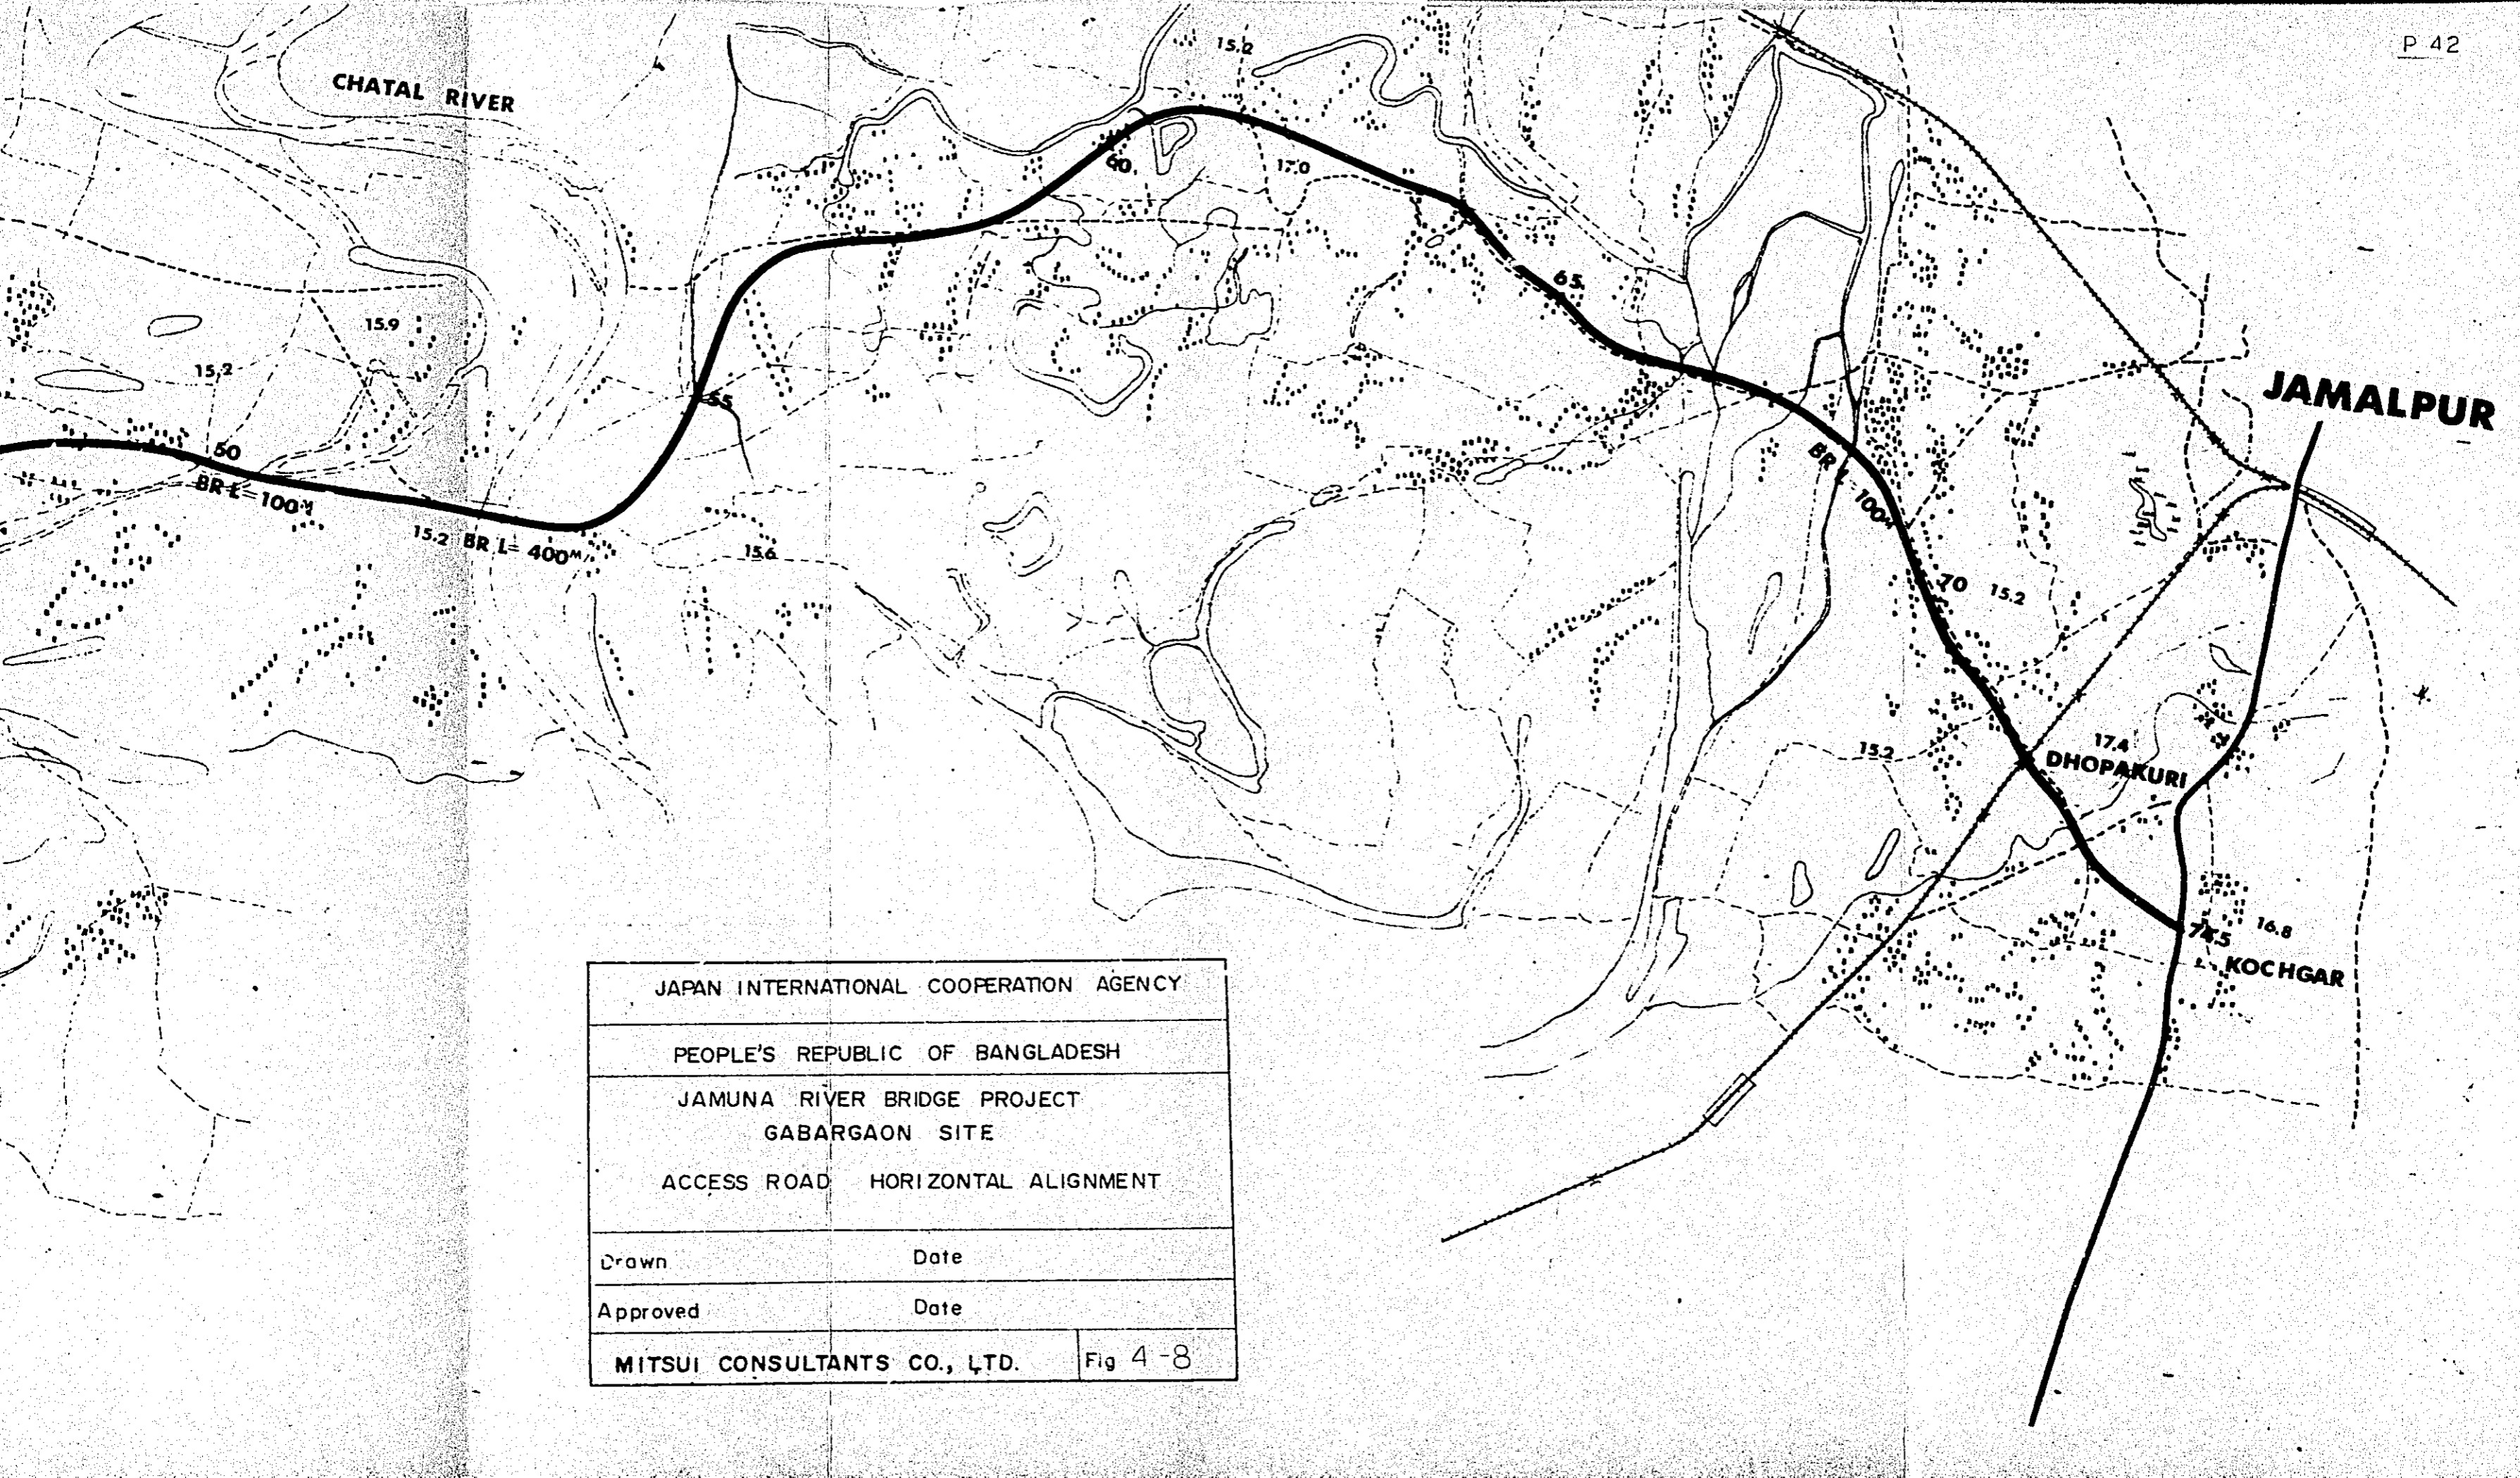 P 42
CHATAL RIVER
15.2
60
17.0
65
15.9
15.2
55
JAMALPUR
50
BR L=100M
15.2 BR L=400M
15.6
BR L 100M
70 15.2
15.2
17.4
DHOPAKURI
74.5
16.8
KOCHGAR
JAPAN INTERNATIONAL COOPERATION AGENCY
PEOPLE'S REPUBLIC OF BANGLADESH
JAMUNA RIVER BRIDGE PROJECT
GABARGAON SITE
ACCESS ROAD HORIZONTAL ALIGNMENT
Drawn Date
Approved Date
MITSUI CONSULTANTS CO., LTD. Fig 4-8